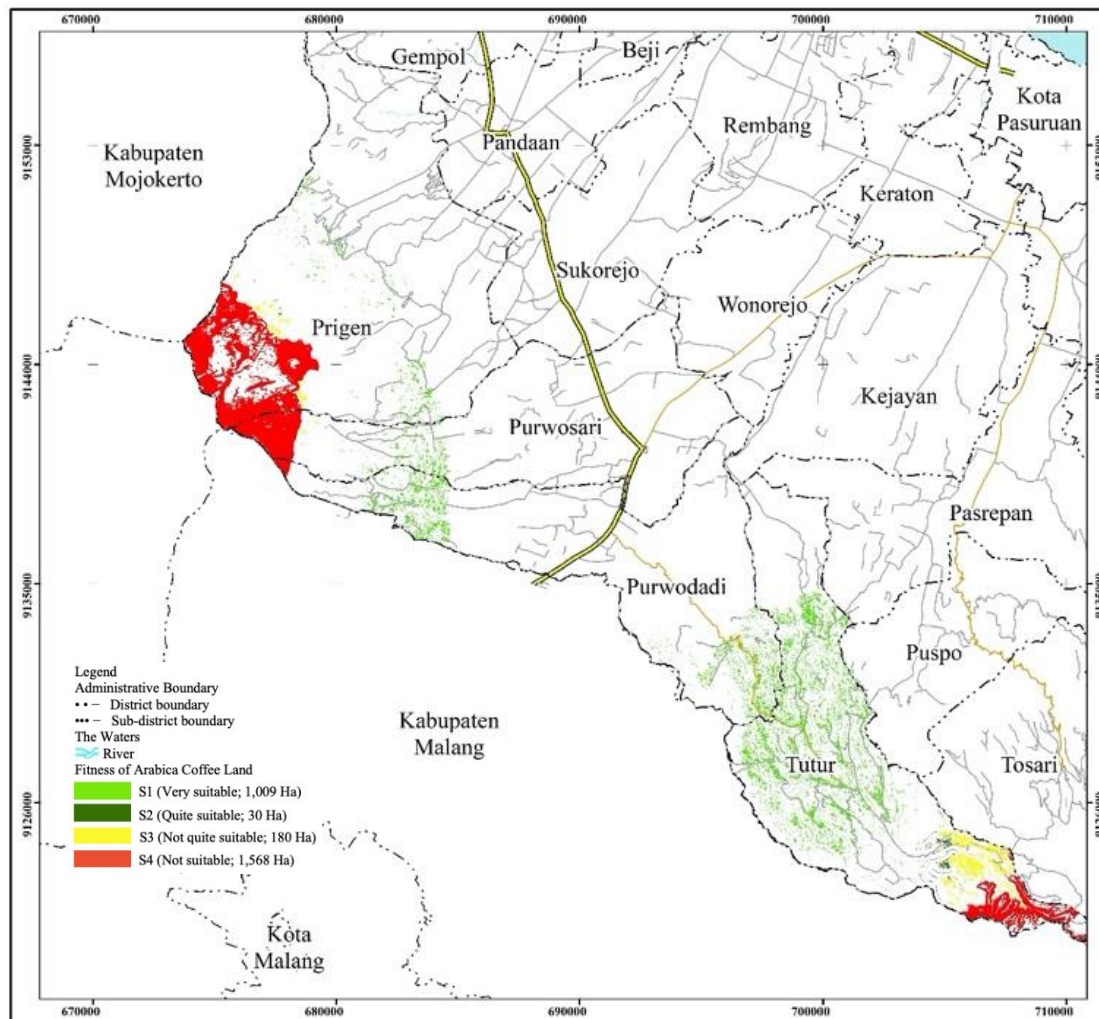 670000 680000 690000 700000 710000
Gempol
Beji
Kota
Pasuruan
Rembang
Pandaan
9153000
9153000
Kabupaten
Mojokerto
Keraton
Sukorejo
Wonorejo
Prigen
9144000
9144000
Kejayan
Purwosari
Pasrepan
9135000
9135000
Purwodadi
Puspo
Legend
Administrative Boundary
District boundary
Sub-district boundary
The Waters
River
Fitness of Arabica Coffee Land
S1 (Very suitable; 1,009 Ha)
S2 (Quite suitable; 30 Ha)
S3 (Not quite suitable; 180 Ha)
S4 (Not suitable; 1,568 Ha)
Kabupaten
Malang
Tutur
Tosari
9126000
9126000
Kota
Malang
670000 680000 690000 700000 710000